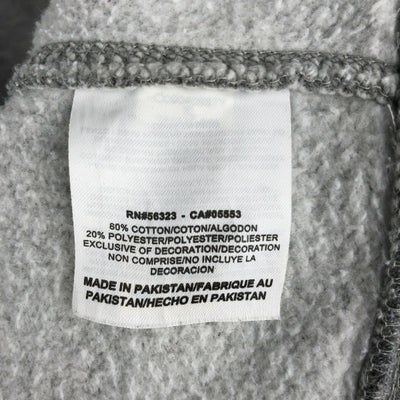 RN#56323 - CA#05553
80% COTTON/COTON/ALGODON
20% POLYESTER/POLYESTER/POLIESTER
EXCLUSIVE OF DECORATION/DECORATION
NON COMPRISE/NO INCLUYE LA
DECORACION
MADE IN PAKISTAN/FABRIQUE AU
PAKISTAN/HECHO EN PAKISTAN